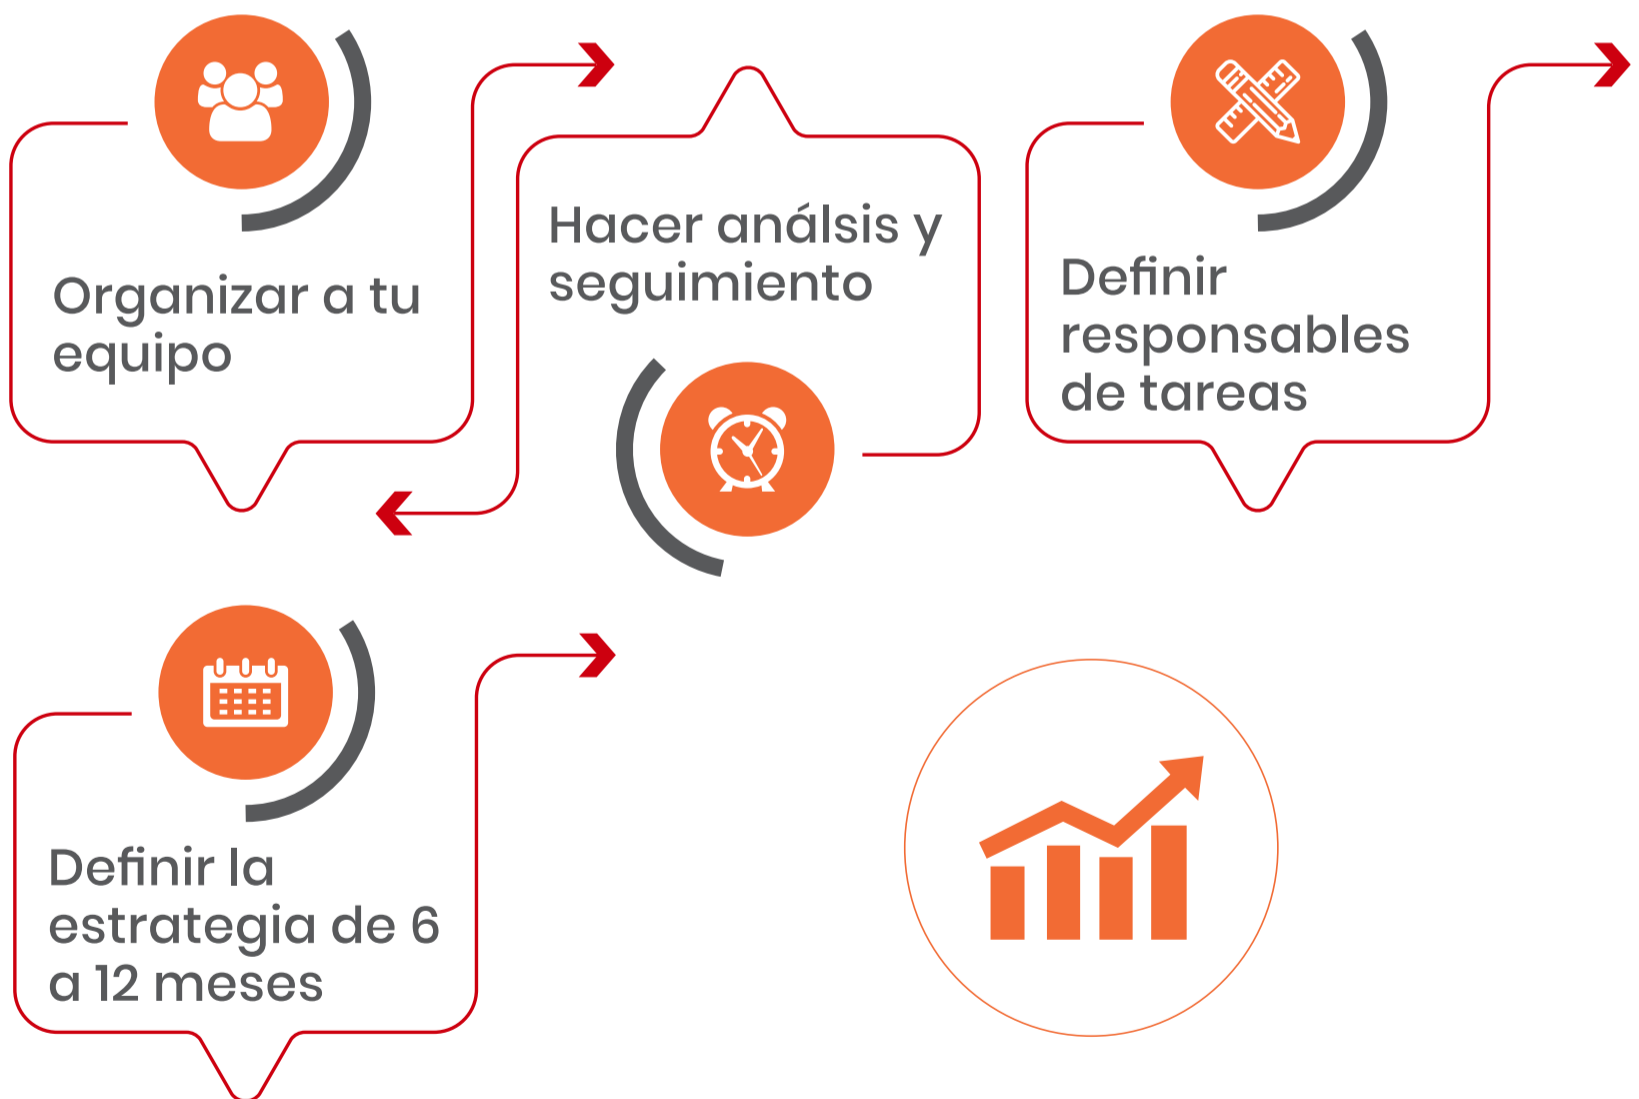 Organizar a tu
equipo
Hacer análsis y
seguimiento
Definir
responsables
de tareas
Definir la
estrategia de 6
a 12 meses